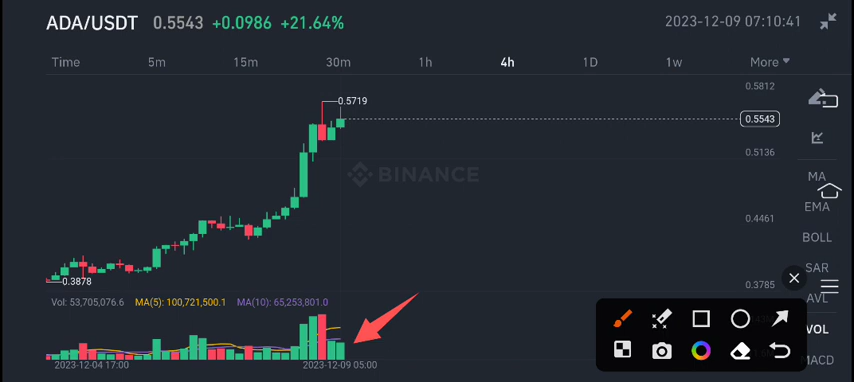 ADA/USDT 0.5543 +0.0986 +21.64% 2023-12-09 07:10:41
Time 5m 15m 30m 1h 4h 1D 1w More
0.5812
0.5719
0.5543
0.5136
BINANCE
MA
EMA
0.4461
BOLL
SAR
0.3878
0.3785
AVL
Vol: 53,705,076.6 MA(5): 100,721,500.1 MA(10): 65,253,801.0
VOL
MACD
2023-12-04 17:00 2023-12-09 05:00